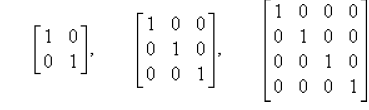 [1 0
0 1],
[1 0 0
0 1 0
0 0 1],
[1 0 0 0
0 1 0 0
0 0 1 0
0 0 0 1]